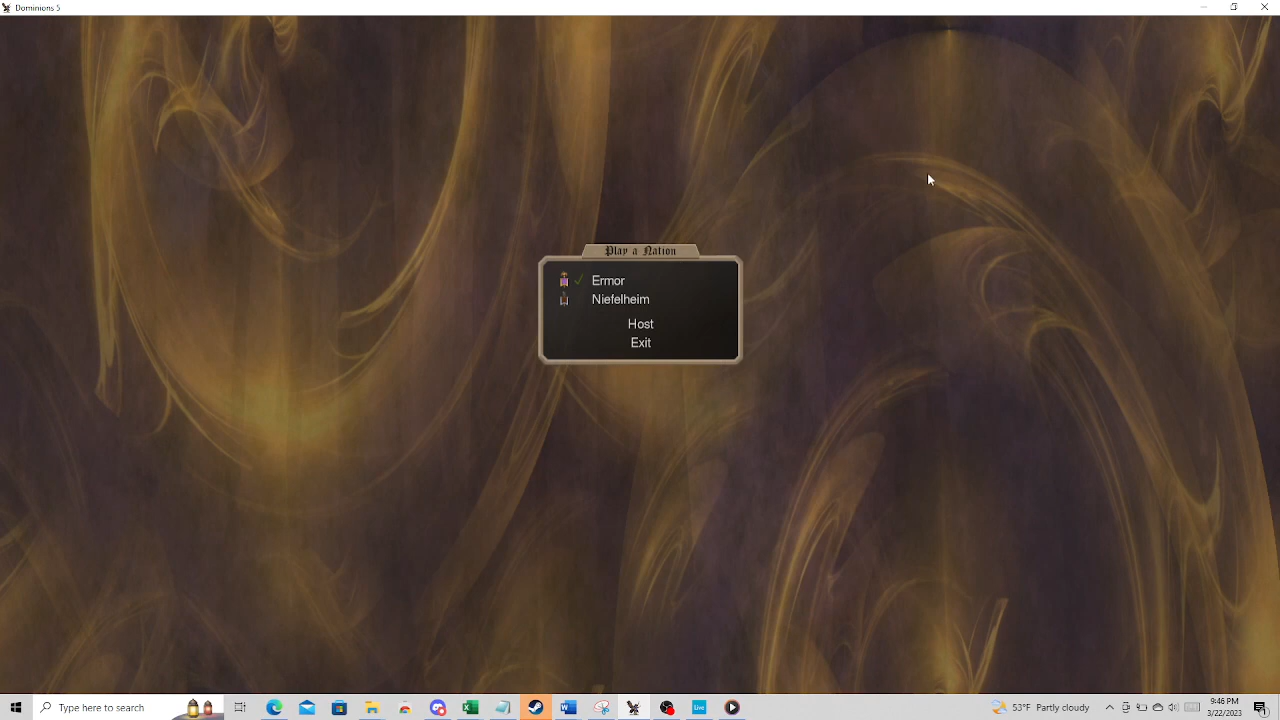 Dominions 5
Play a Nation
Ermor
Niefelheim
Host
Exit
Type here to search
Live
53°F Partly cloudy
9:46 PM
3/22/2023